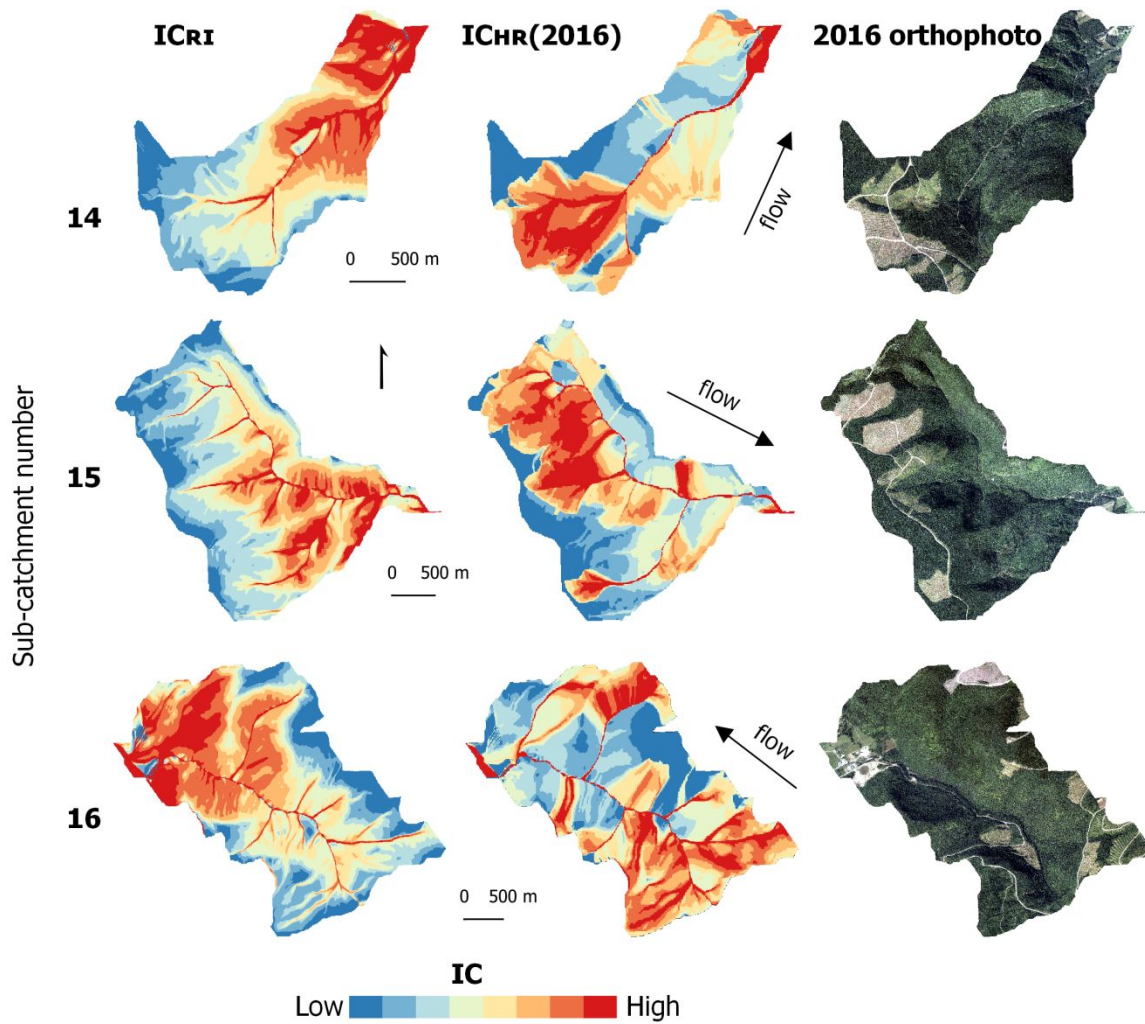 ICRI
ICHR(2016)
2016 orthophoto
14
flow
0 500 m
Sub-catchment number
15
flow
0 500 m
16
flow
0 500 m
IC
Low
High